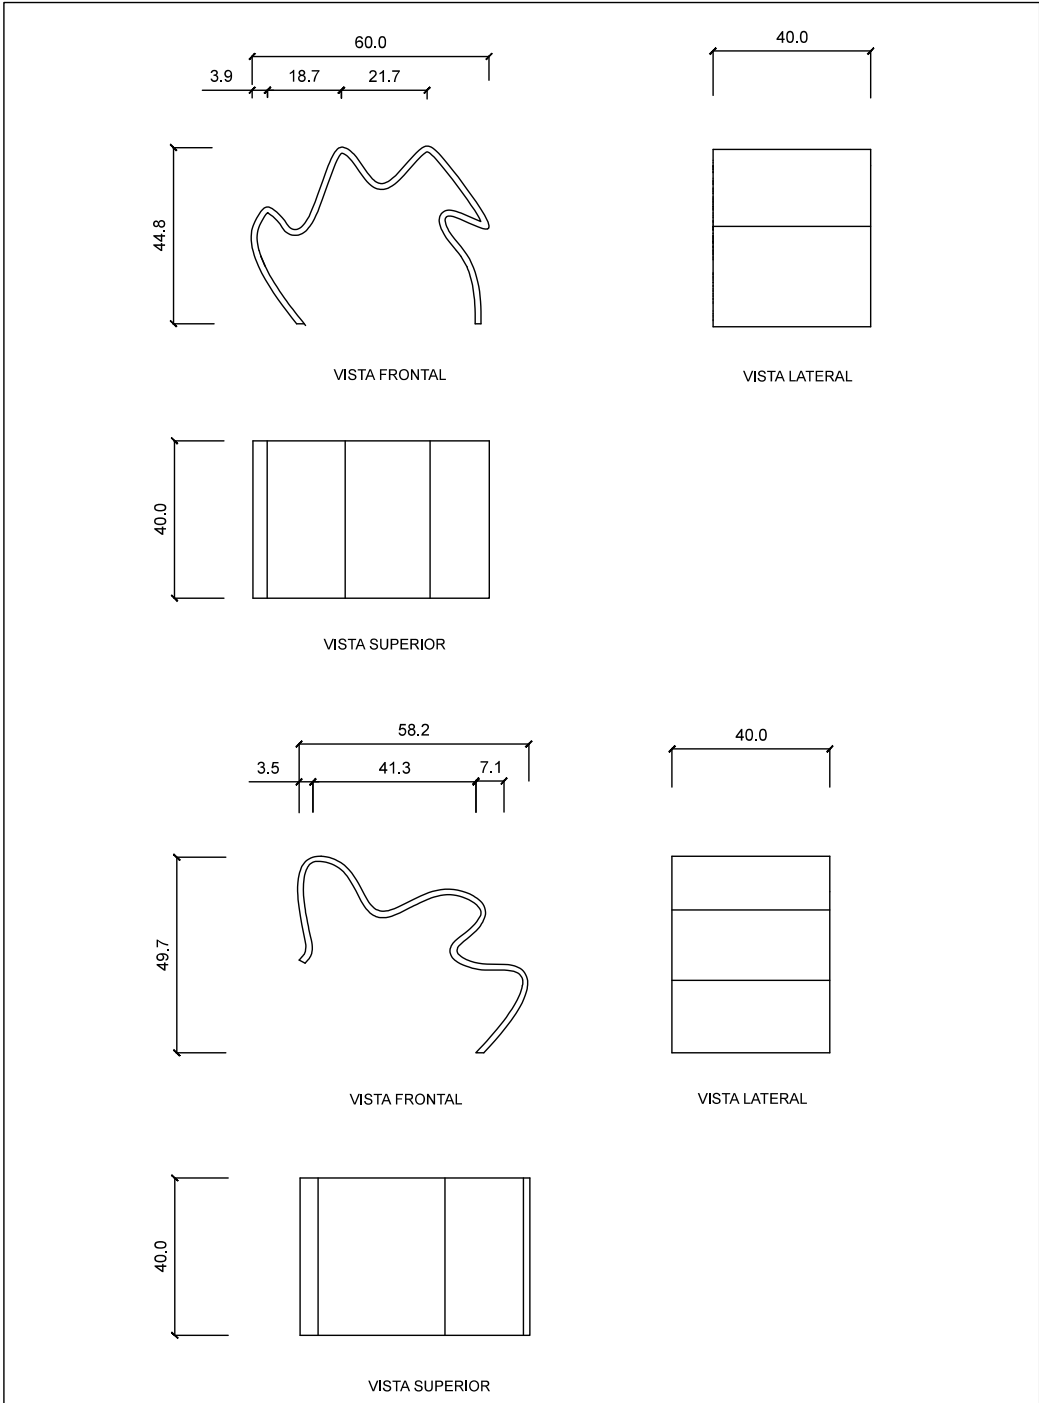 60.0
40.0
3.9 18.7 21.7
44.8
VISTA FRONTAL
VISTA LATERAL
40.0
VISTA SUPERIOR
58.2
40.0
3.5 41.3 7.1
49.7
VISTA FRONTAL
VISTA LATERAL
40.0
VISTA SUPERIOR